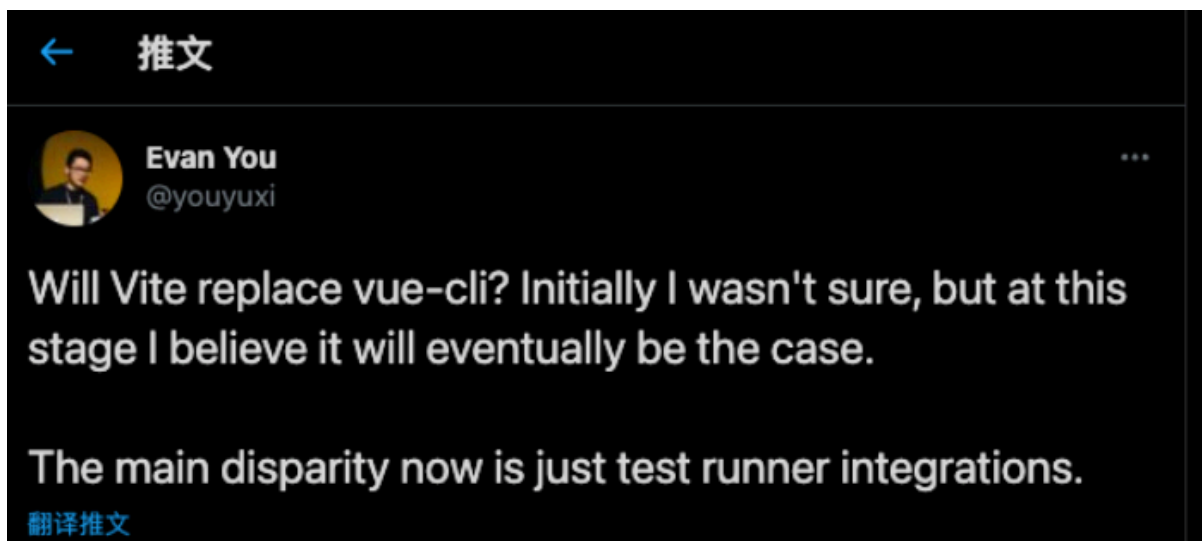 推文
Evan You
@youyuxi
Will Vite replace vue-cli? Initially I wasn't sure, but at this
stage I believe it will eventually be the case.
The main disparity now is just test runner integrations.
翻译推文